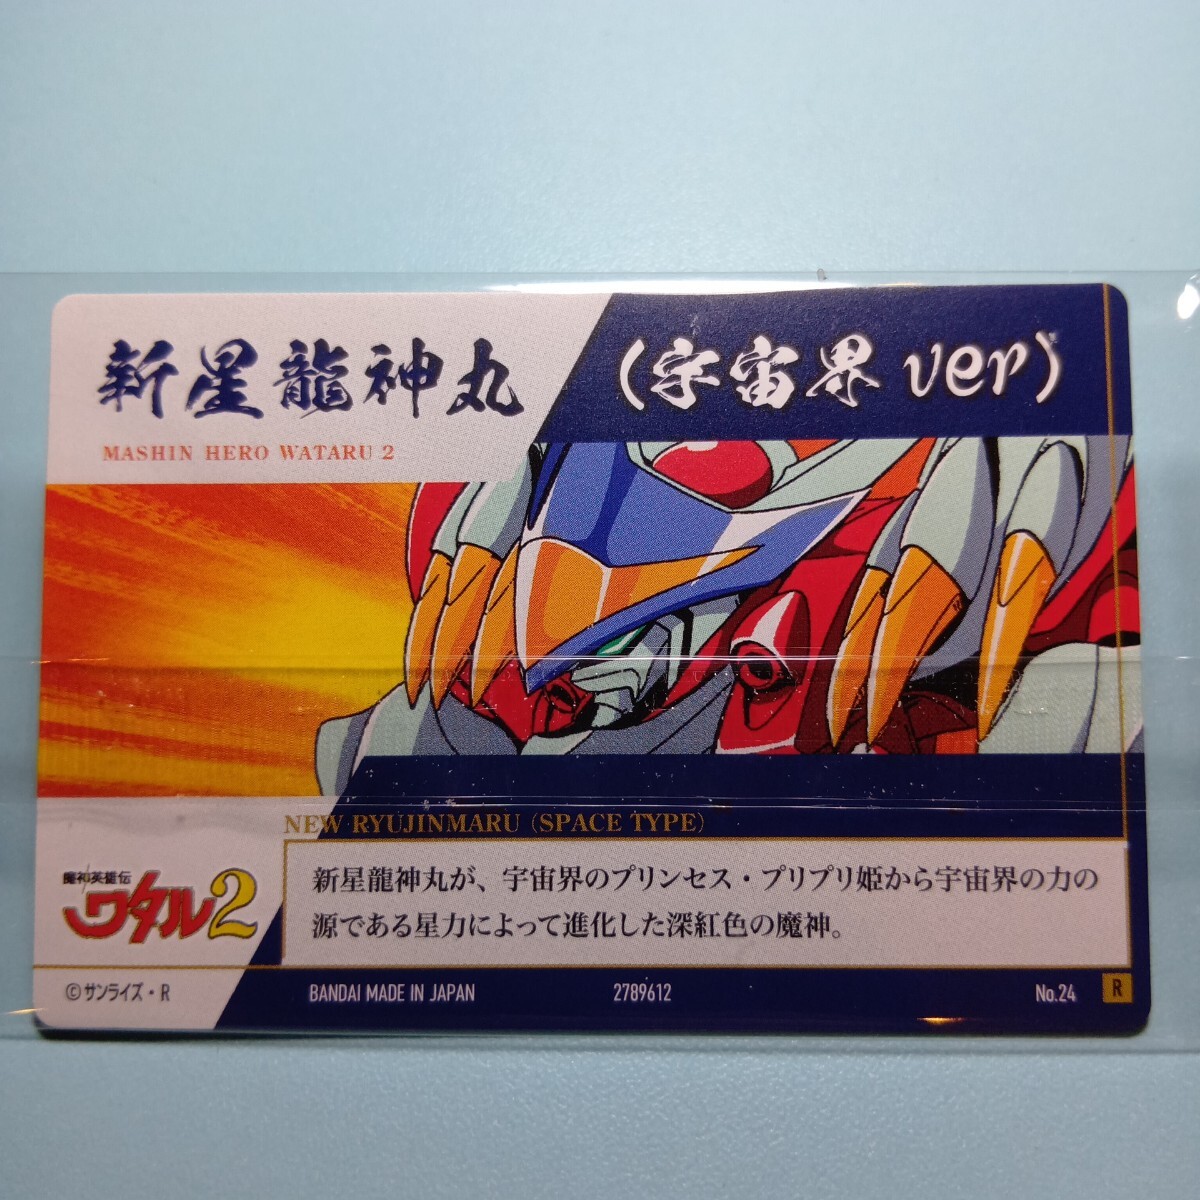 新星龍神丸 (宇宙界ver)
MASHIN HERO WATARU 2
NEW RYUJINMARU (SPACE TYPE)
新星龍神丸が、宇宙界のプリンセス・プリプリ姫から宇宙界の力の
源である星力によって進化した深紅色の魔神。
魔神英雄伝
ワタル2
©サンライズ・R
BANDAI MADE IN JAPAN
2789612
No.24
R